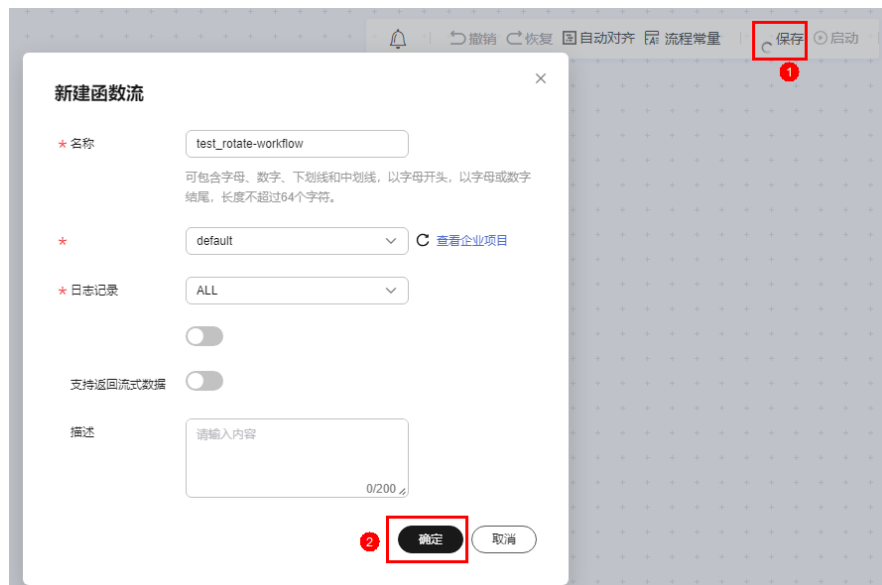 撤销 恢复 自动对齐 流程常量 保存 启动
1
新建函数流
* 名称 test_rotate-workflow
可包含字母、数字、下划线和中划线，以字母开头，以字母或数字
结尾，长度不超过64个字符。
* default 查看企业项目
* 日志记录 ALL
支持返回流式数据
描述 请输入内容
0/200
2 确定 取消